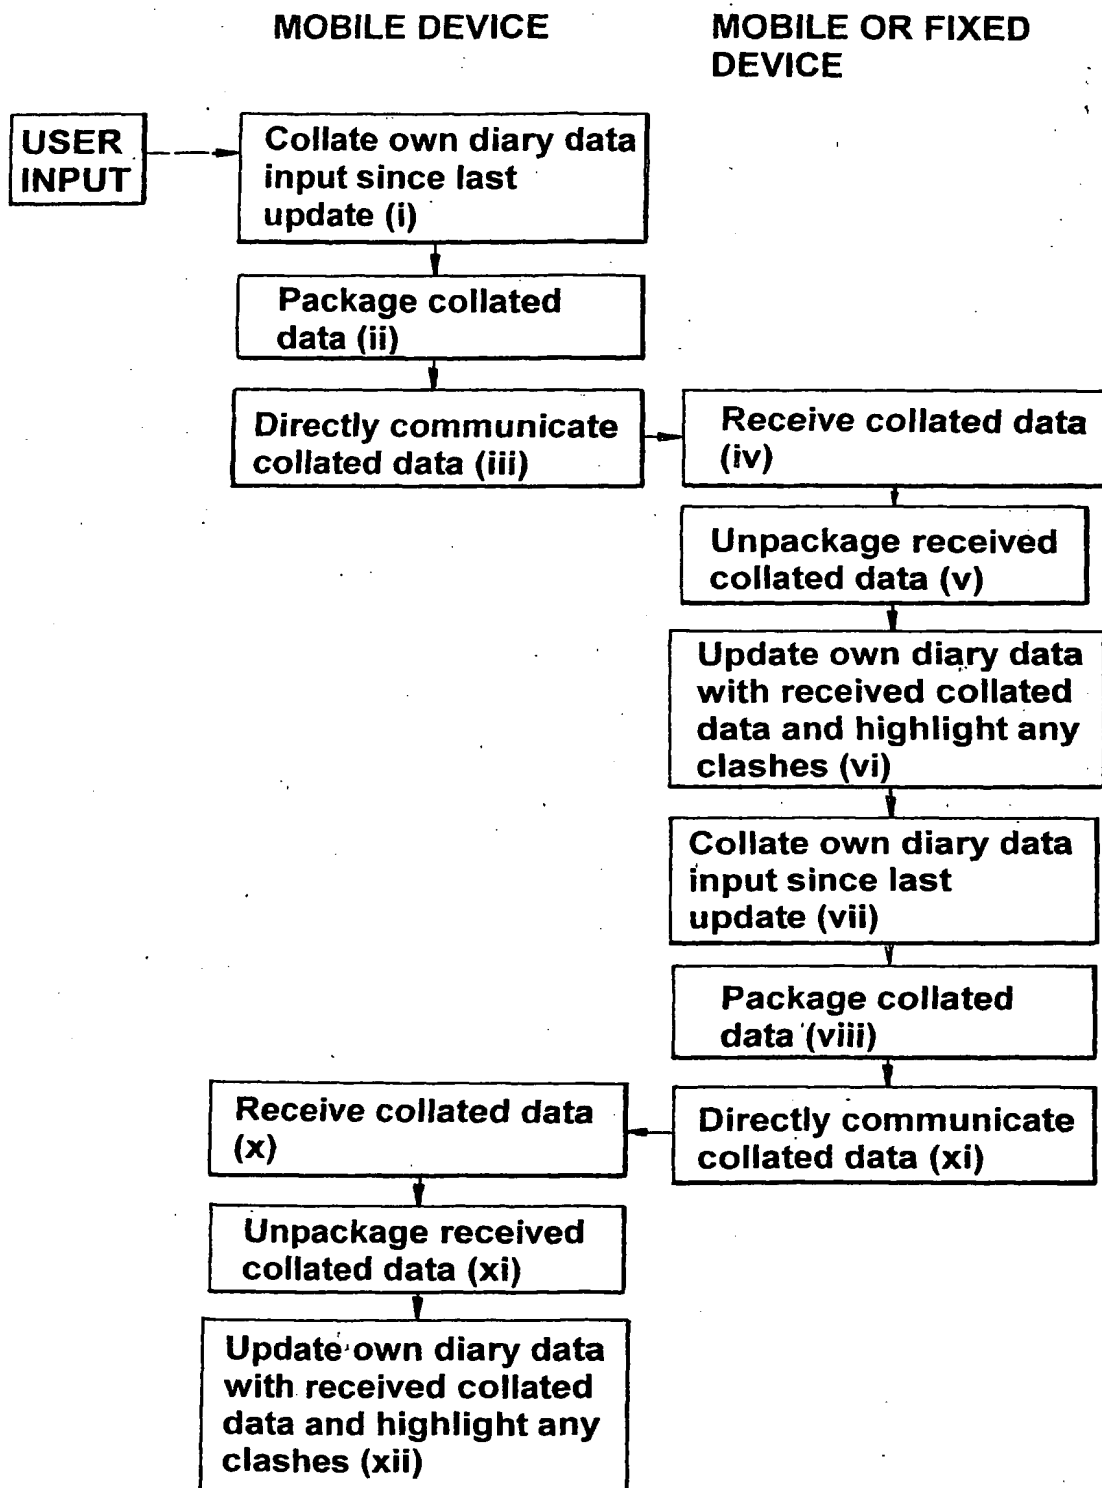 MOBILE DEVICE
MOBILE OR FIXED
DEVICE
USER
INPUT
Collate own diary data
input since last
update (i)
Package collated
data (ii)
Directly communicate
collated data (iii)
Receive collated data
(iv)
Unpackage received
collated data (v)
Update own diary data
with received collated
data and highlight any
clashes (vi)
Collate own diary data
input since last
update (vii)
Package collated
data (viii)
Directly communicate
collated data (xi)
Receive collated data
(x)
Unpackage received
collated data (xi)
Update own diary data
with received collated
data and highlight any
clashes (xii)